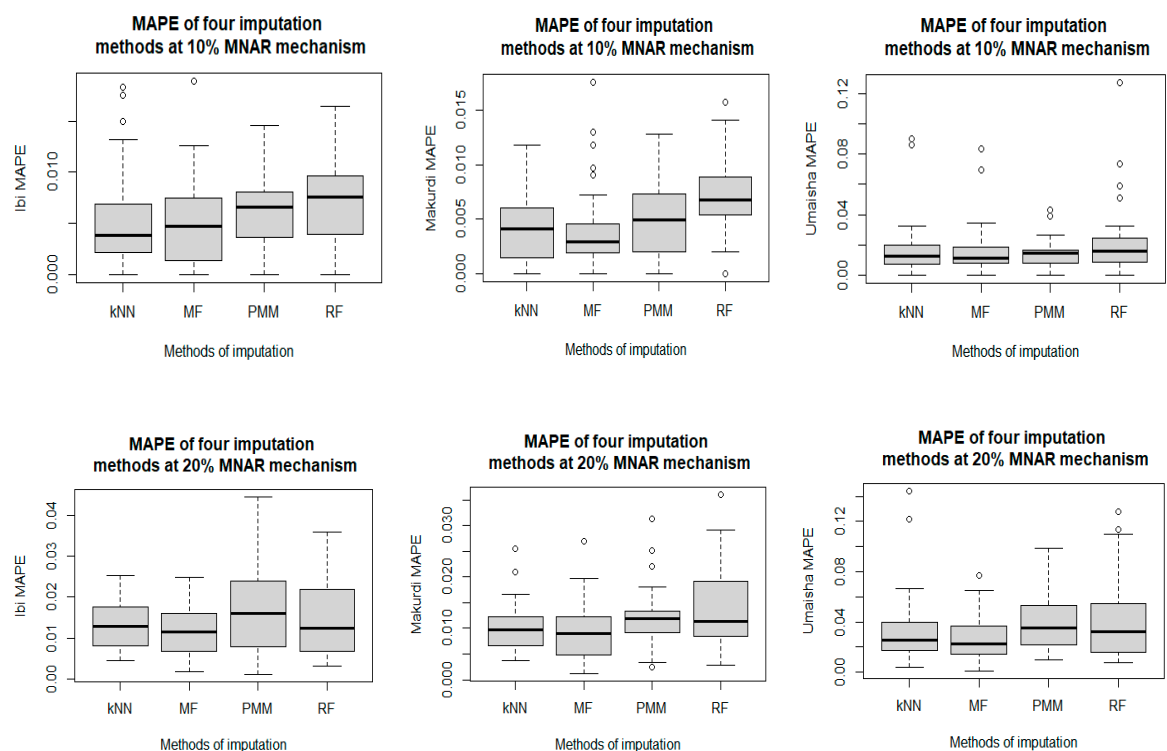 MAPE of four imputation
methods at 10% MNAR mechanism
Ibi MAPE
0.010
0.000
kNN MF PMM RF
Methods of imputation
MAPE of four imputation
methods at 10% MNAR mechanism
Makurdi MAPE
0.015
0.010
0.005
0.000
kNN MF PMM RF
Methods of imputation
MAPE of four imputation
methods at 10% MNAR mechanism
Umaisha MAPE
0.12
0.08
0.04
0.00
kNN MF PMM RF
Methods of imputation
MAPE of four imputation
methods at 20% MNAR mechanism
Ibi MAPE
0.04
0.03
0.02
0.01
0.00
kNN MF PMM RF
Methods of imputation
MAPE of four imputation
methods at 20% MNAR mechanism
Makurdi MAPE
0.030
0.020
0.010
0.000
kNN MF PMM RF
Methods of imputation
MAPE of four imputation
methods at 20% MNAR mechanism
Umaisha MAPE
0.12
0.08
0.04
0.00
kNN MF PMM RF
Methods of imputation